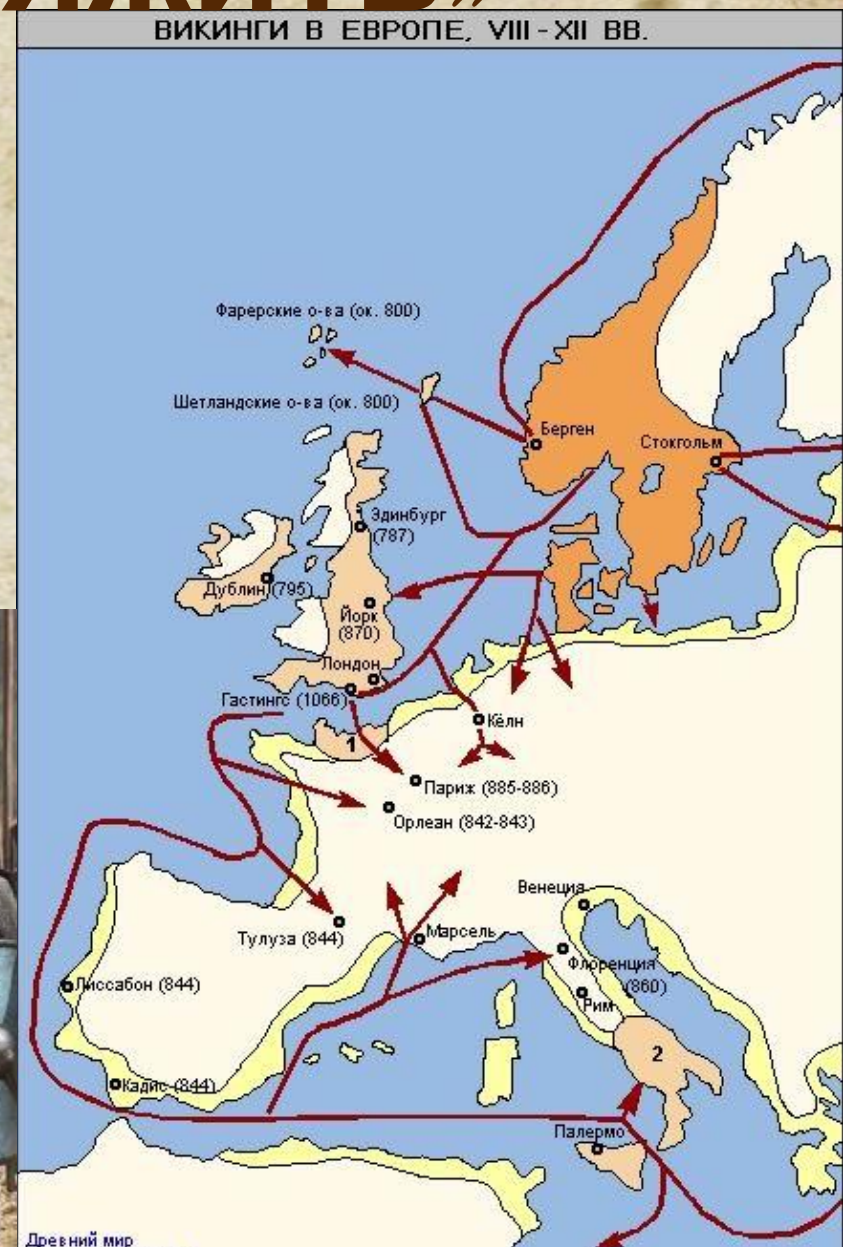 ВИКИНГИ В ЕВРОПЕ, VIII - XII ВВ.
Фарерские о-ва (ок. 800)
Шетландские о-ва (ок. 800)
Берген
Стокгольм
Эдинбург
(787)
Дублин (795)
Йорк
(870)
Лондон
Гастингс (1066)
Кёлн
1
Париж (885-886)
Орлеан (842-843)
Венеция
Тулуза (844)
Марсель
Флоренция
(860)
Лиссабон (844)
Рим
2
Кадис (844)
Палермо
Древний мир